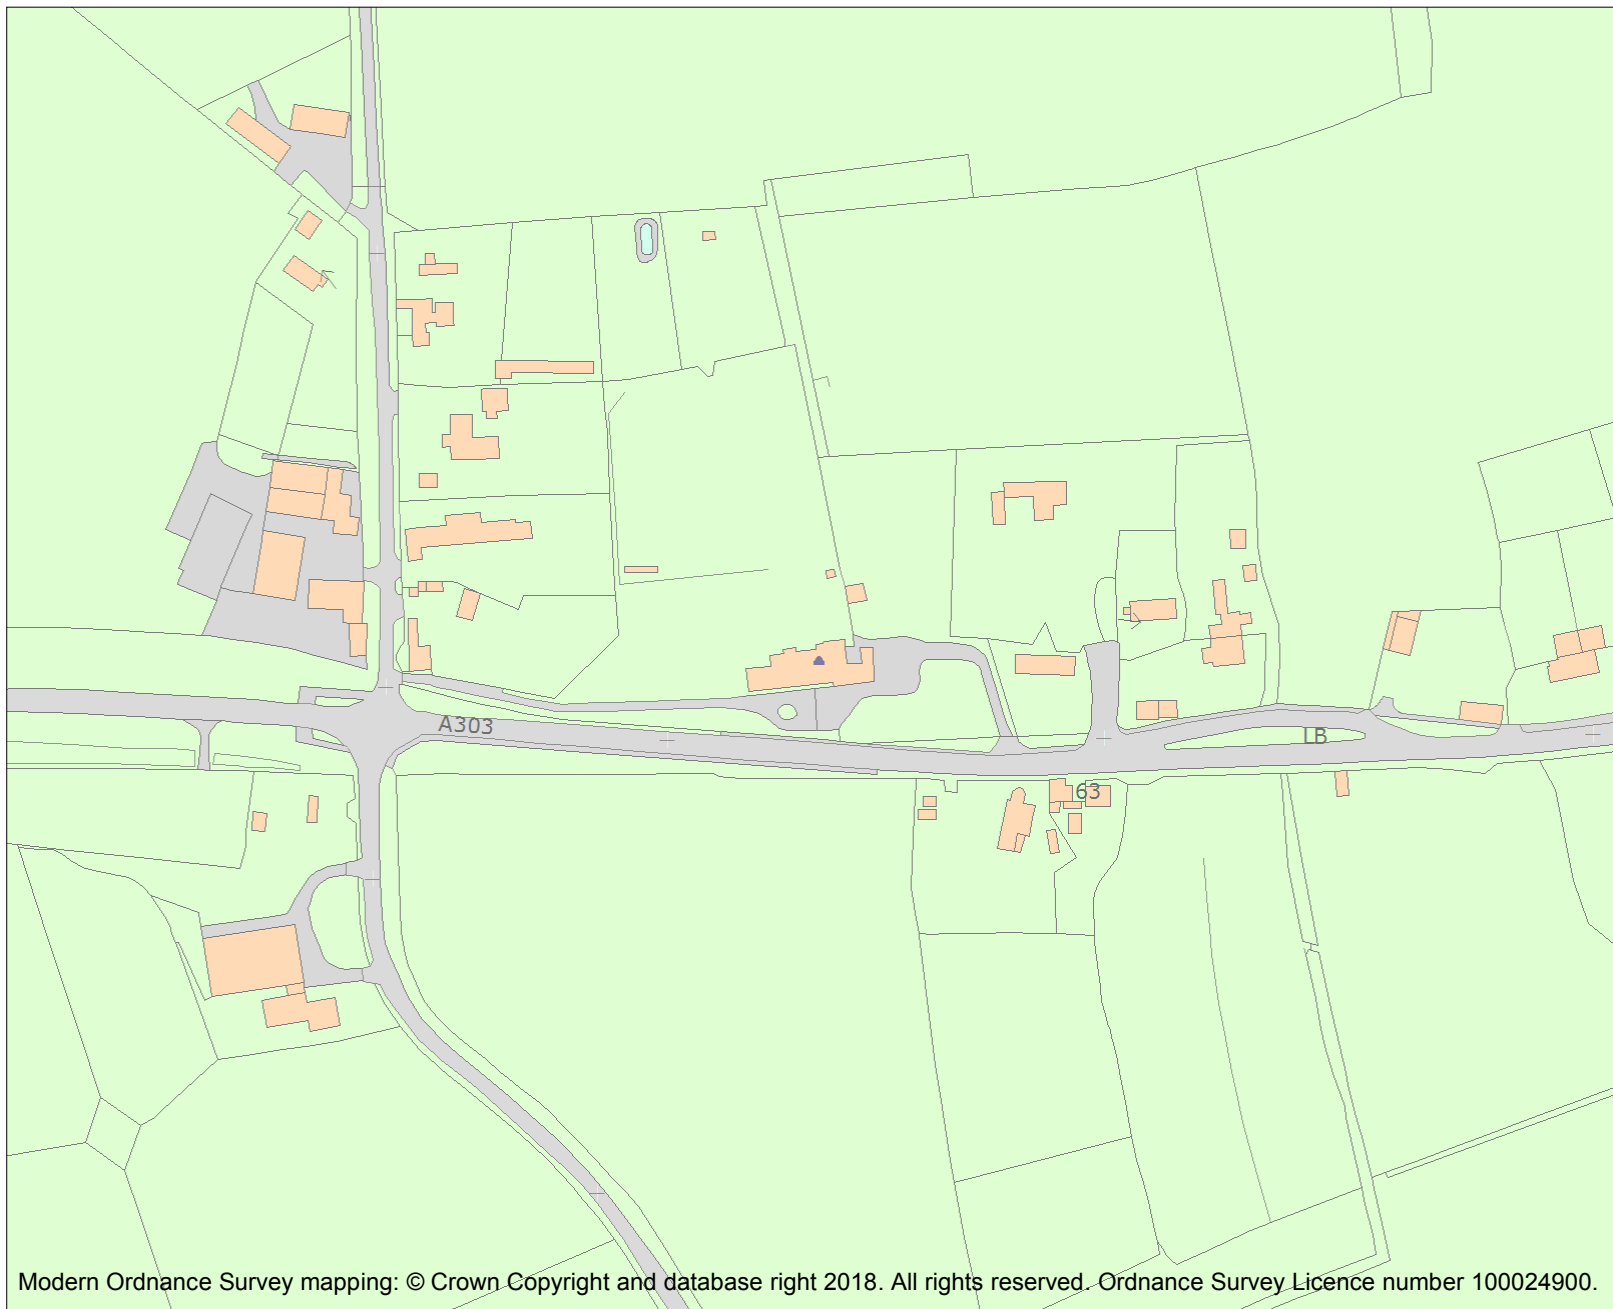 A303
LB
63
Modern Ordnance Survey mapping: © Crown Copyright and database right 2018. All rights reserved. Ordnance Survey Licence number 100024900.